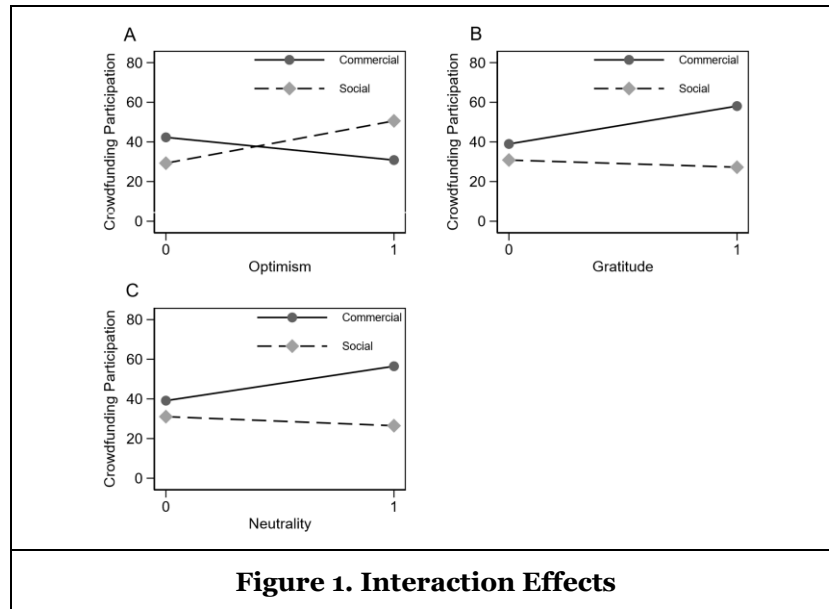 A
Commercial
Social
Crowdfunding Participation
80
60
40
20
0
0 1
Optimism
B
Commercial
Social
Crowdfunding Participation
80
60
40
20
0
0 1
Gratitude
C
Commercial
Social
Crowdfunding Participation
80
60
40
20
0
0 1
Neutrality
Figure 1. Interaction Effects